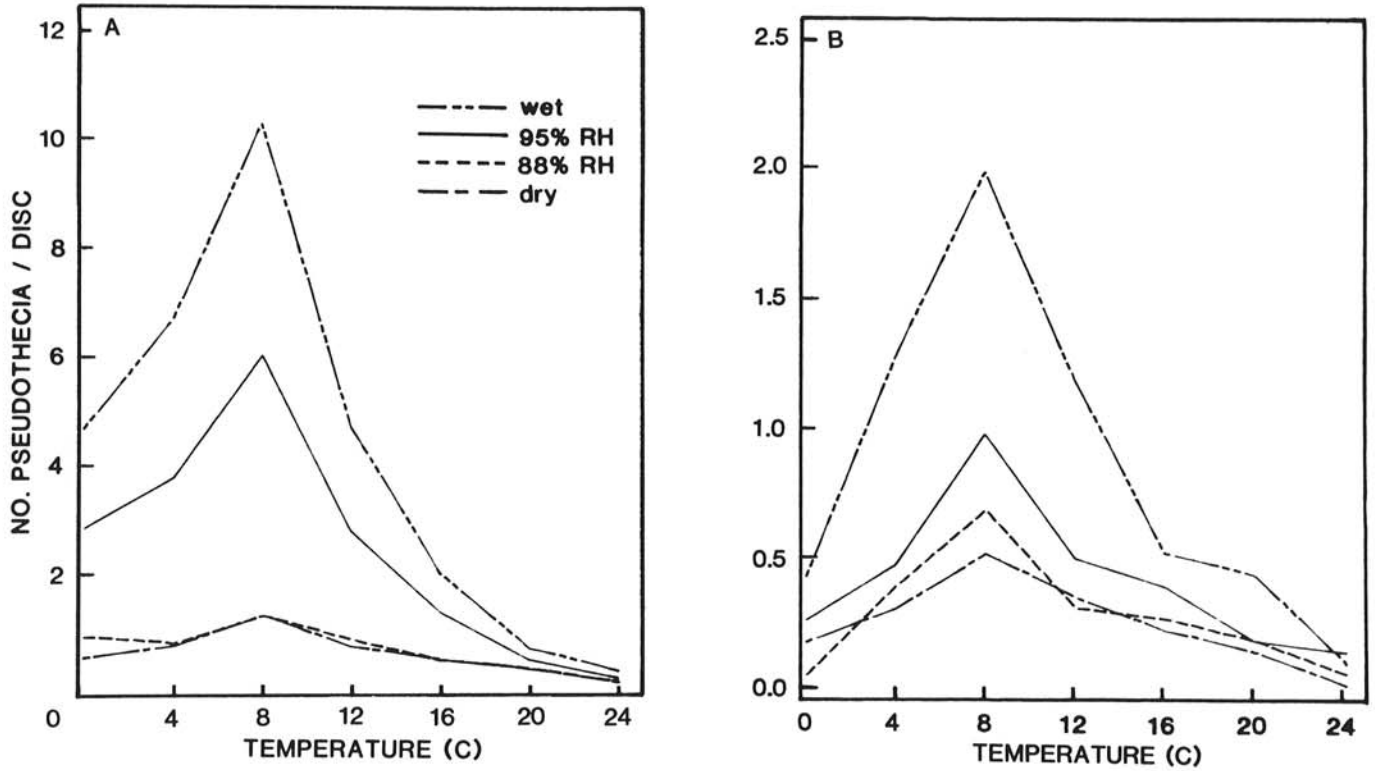 A
12
10
8
6
4
2
0
NO. PSEUDOTHECIA / DISC
wet
95% RH
88% RH
dry
4 8 12 16 20 24
TEMPERATURE (C)
B
2.5
2.0
1.5
1.0
0.5
0.0
0 4 8 12 16 20 24
TEMPERATURE (C)